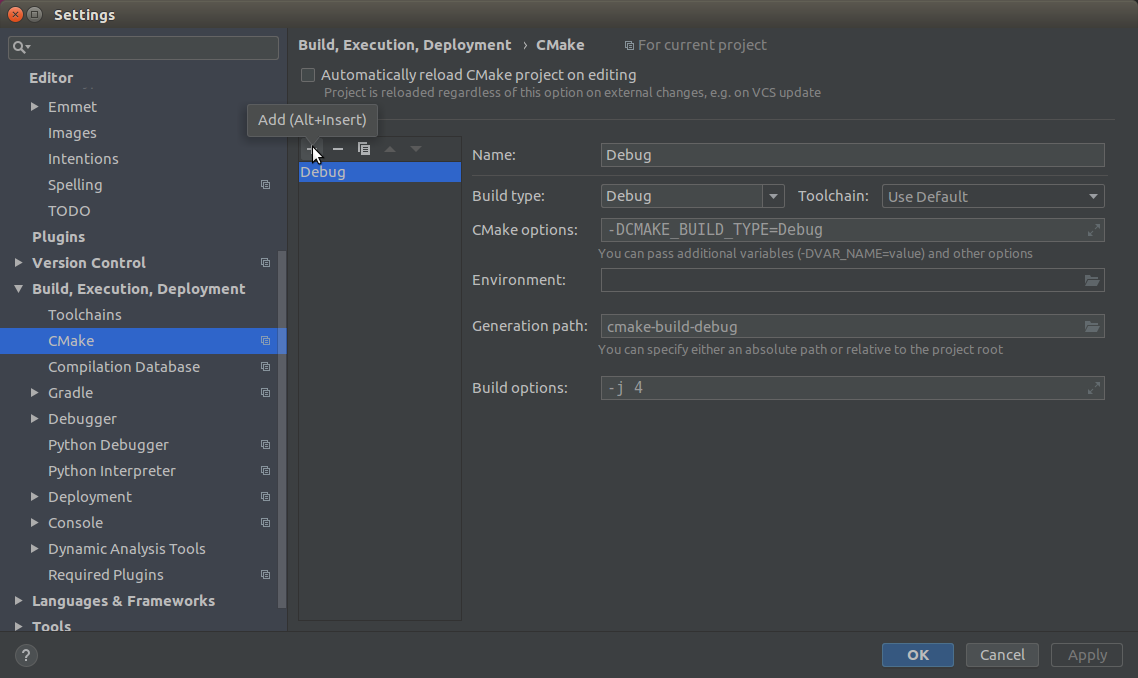 Settings
Build, Execution, Deployment › CMake For current project
Editor
Automatically reload CMake project on editing
Project is reloaded regardless of this option on external changes, e.g. on VCS update
Emmet
Images
Intentions
Spelling
TODO
Plugins
Version Control
Build, Execution, Deployment
Toolchains
CMake
Compilation Database
Gradle
Debugger
Python Debugger
Python Interpreter
Deployment
Console
Dynamic Analysis Tools
Required Plugins
Languages & Frameworks
Tools
Add (Alt+Insert)
Debug
Name: Debug
Build type: Debug Toolchain: Use Default
CMake options: -DCMAKE_BUILD_TYPE=Debug
You can pass additional variables (-DVAR_NAME=value) and other options
Environment:
Generation path: cmake-build-debug
You can specify either an absolute path or relative to the project root
Build options: -j 4
?
OK Cancel Apply